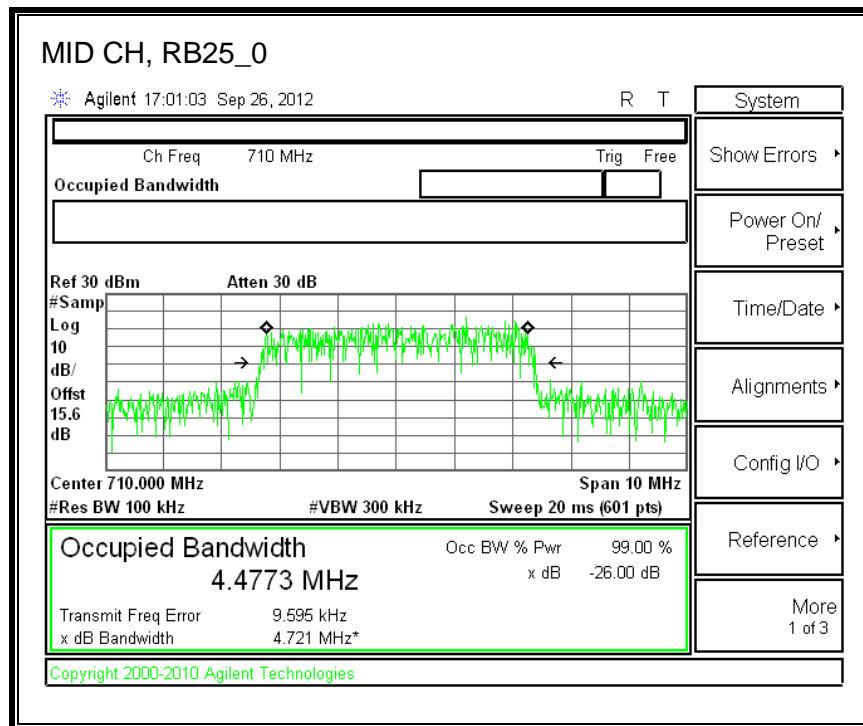 MID CH, RB25_0
Agilent 17:01:03 Sep 26, 2012 R T
Ch Freq 710 MHz Trig Free
Occupied Bandwidth
Ref 30 dBm Atten 30 dB
#Samp
Log
10
dB/
Offst
15.6
dB
Center 710.000 MHz Span 10 MHz
#Res BW 100 kHz #VBW 300 kHz Sweep 20 ms (601 pts)
Occupied Bandwidth Occ BW % Pwr 99.00 %
4.4773 MHz x dB -26.00 dB
Transmit Freq Error 9.595 kHz
x dB Bandwidth 4.721 MHz*
Copyright 2000-2010 Agilent Technologies
System
Show Errors
Power On/
Preset
Time/Date
Alignments
Config I/O
Reference
More
1 of 3